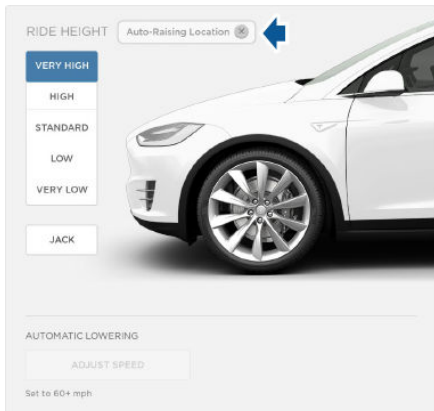 RIDE HEIGHT Auto-Raising Location
VERY HIGH
HIGH
STANDARD
LOW
VERY LOW
JACK
AUTOMATIC LOWERING
ADJUST SPEED
Set to 60+ mph